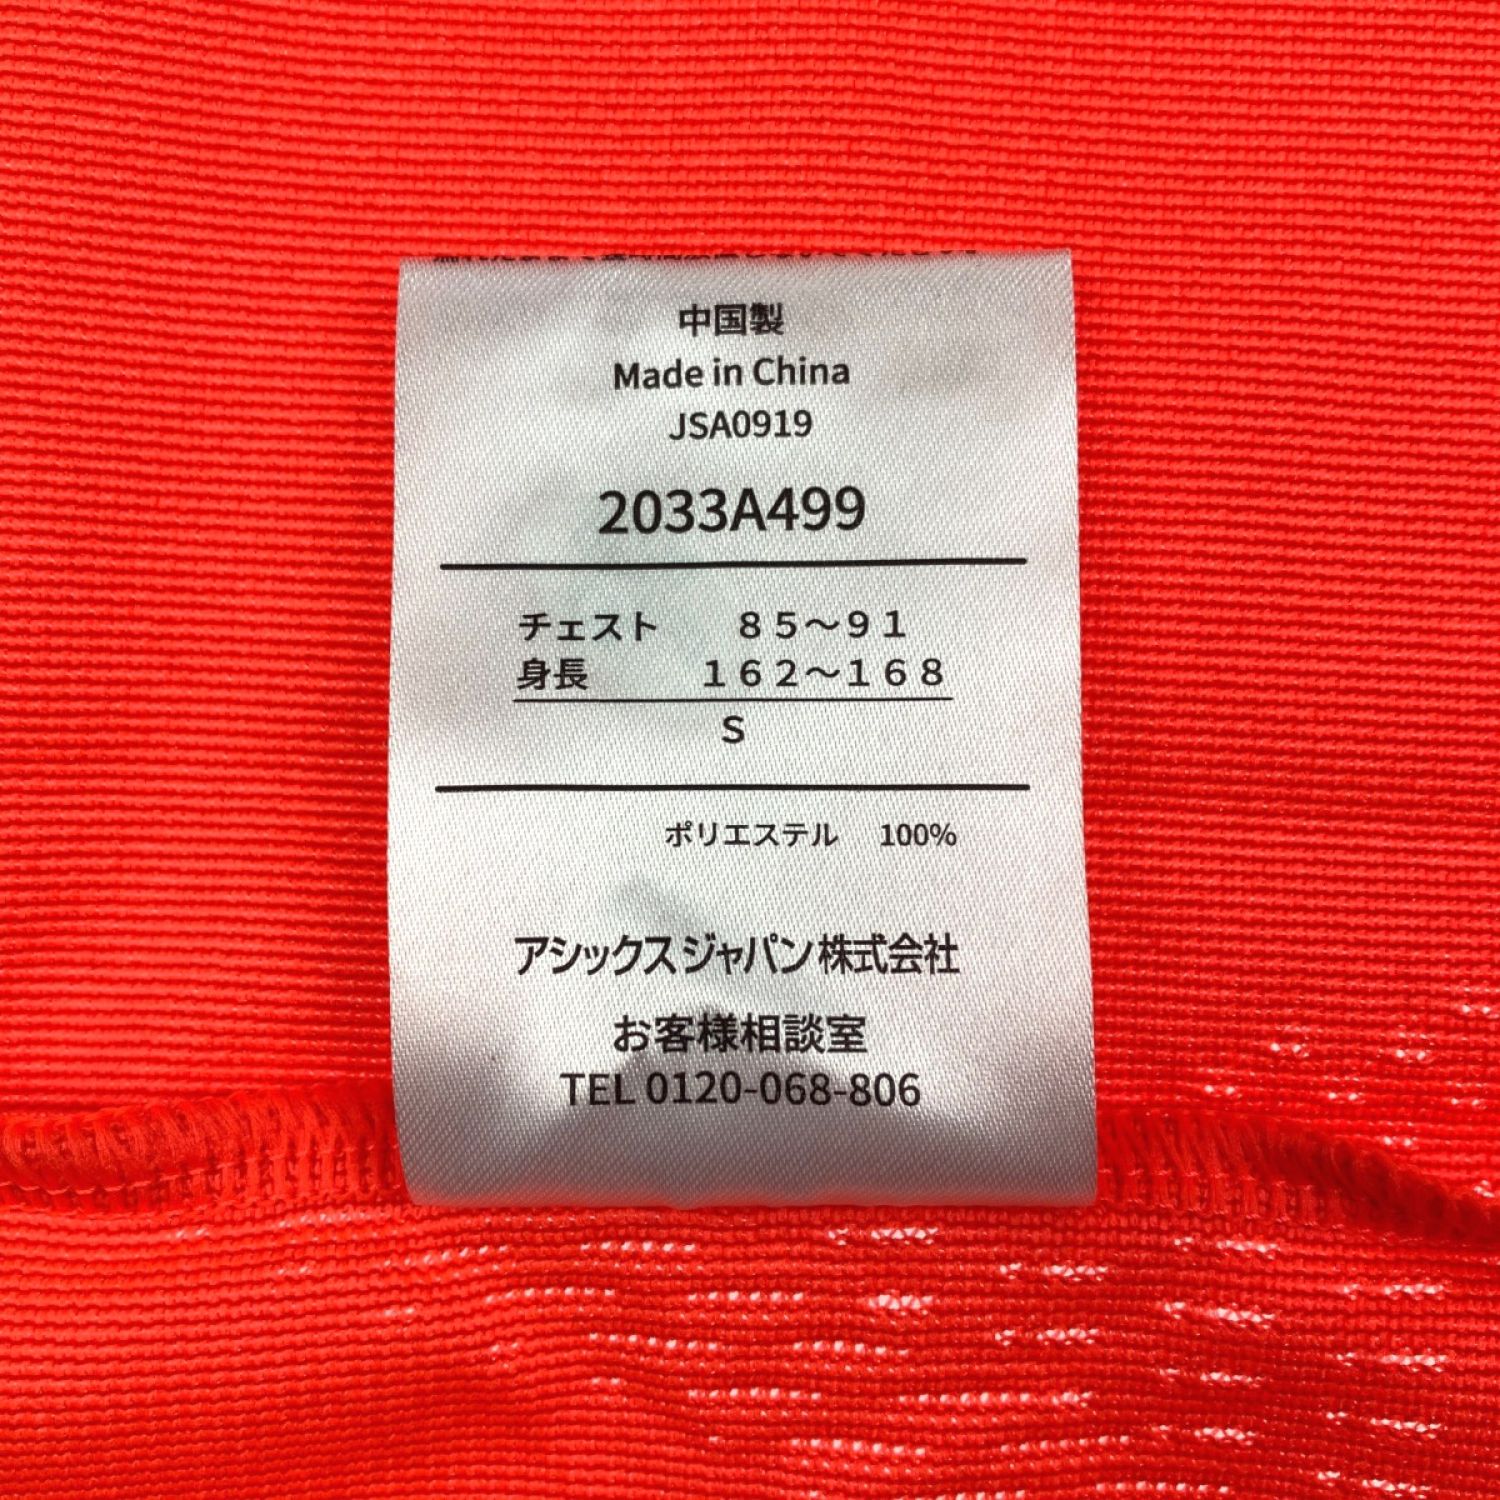 中国製
Made in China
JSA0919
2033A499
チェスト　８５～９１
身長　１６２～１６８
S
ポリエステル　100%
アシックスジャパン株式会社
お客様相談室
TEL 0120-068-806